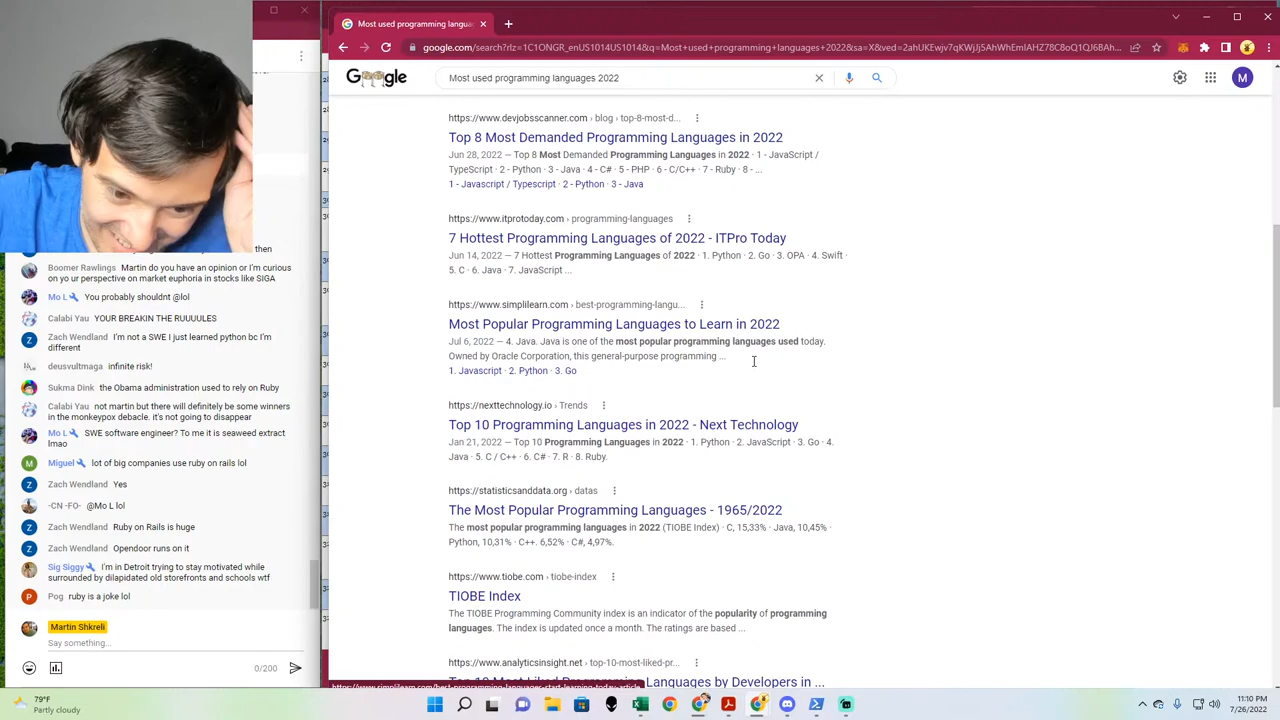 Most used programming language
google.com/search?rlz=1C1ONGR_enUS1014US1014&q=Most+used+programming+languages+2022&sa=X&ved=2ahUKEwjv7qKWjJj5AhWhEmIAHZ78C8oQ1QJ6BAh...
Google
Most used programming languages 2022
M
https://www.devjobsscanner.com › blog › top-8-most-d...
Top 8 Most Demanded Programming Languages in 2022
Jun 28, 2022 — Top 8 Most Demanded Programming Languages in 2022 · 1 - JavaScript /
TypeScript · 2 - Python · 3 - Java · 4 - C# · 5 - PHP · 6 - C/C++ · 7 - Ruby · 8 - ...
1 - Javascript / Typescript · 2 - Python · 3 - Java
https://www.itprotoday.com › programming-languages
7 Hottest Programming Languages of 2022 - ITPro Today
Jun 14, 2022 — 7 Hottest Programming Languages of 2022 · 1. Python · 2. Go · 3. OPA · 4. Swift ·
5. C · 6. Java · 7. JavaScript ...
https://www.simplilearn.com › best-programming-langu...
Most Popular Programming Languages to Learn in 2022
Jul 6, 2022 — 4. Java. Java is one of the most popular programming languages used today.
Owned by Oracle Corporation, this general-purpose programming ...
1. Javascript · 2. Python · 3. Go
https://nexttechnology.io › Trends
Top 10 Programming Languages in 2022 - Next Technology
Jan 21, 2022 — Top 10 Programming Languages in 2022 · 1. Python · 2. JavaScript · 3. Go · 4.
Java · 5. C / C++ · 6. C# · 7. R · 8. Ruby.
https://statisticsanddata.org › datas
The Most Popular Programming Languages - 1965/2022
The most popular programming languages in 2022 (TIOBE Index) · C, 15,33% · Java, 10,45% ·
Python, 10,31% · C++. 6,52% · C#, 4,97%.
https://www.tiobe.com › tiobe-index
TIOBE Index
The TIOBE Programming Community index is an indicator of the popularity of programming
languages. The index is updated once a month. The ratings are based ...
https://www.analyticsinsight.net › top-10-most-liked-pr...
Top 10 Most Liked Programming Languages by Developers in ...
then
Boomer Rawlings Martin do you have an opinion or I'm curious
on yo ur perspective on market euphoria in stocks like SIGA
Mo L You probably shouldnt @lol
Calabi Yau YOUR BREAKIN THE RUUUULES
Zach Wendland I'm not a SWE I just learned python bc I'm
different
deusvultmaga infinite risk!
Sukma Dink the Obama administration used to rely on Ruby
Calabi Yau not martin but there will definitely be some winners
in the monkeypox debacle. it's not going to disappear
Mo L SWE software engineer? To me it is seaweed extract
lmao
Miguel lot of big companies use ruby on rails lol
Zach Wendland Yes
-CN -FO- @Mo L lol
Zach Wendland Ruby on Rails is huge
Zach Wendland Opendoor runs on it
Sig Siggy I'm in Detroit trying to stay motivated while
surrounded by dilapidated old storefronts and schools wtf
Pog ruby is a joke lol
Martin Shkreli
Say something...
0/200
79°F
Partly cloudy
11:10 PM
7/26/2022